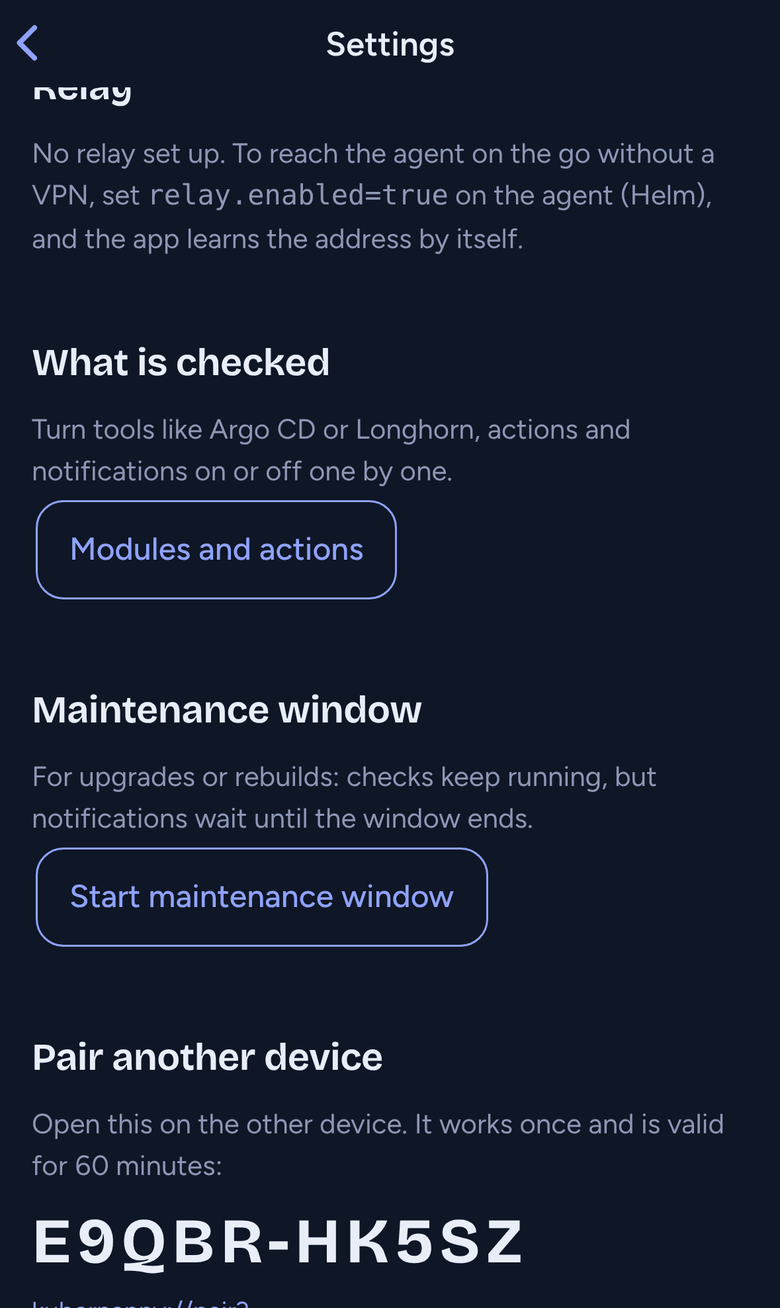 Settings
Relay
No relay set up. To reach the agent on the go without a
VPN, set relay.enabled=true on the agent (Helm),
and the app learns the address by itself.
What is checked
Turn tools like Argo CD or Longhorn, actions and
notifications on or off one by one.
Modules and actions
Maintenance window
For upgrades or rebuilds: checks keep running, but
notifications wait until the window ends.
Start maintenance window
Pair another device
Open this on the other device. It works once and is valid
for 60 minutes:
E9QBR-HK5SZ